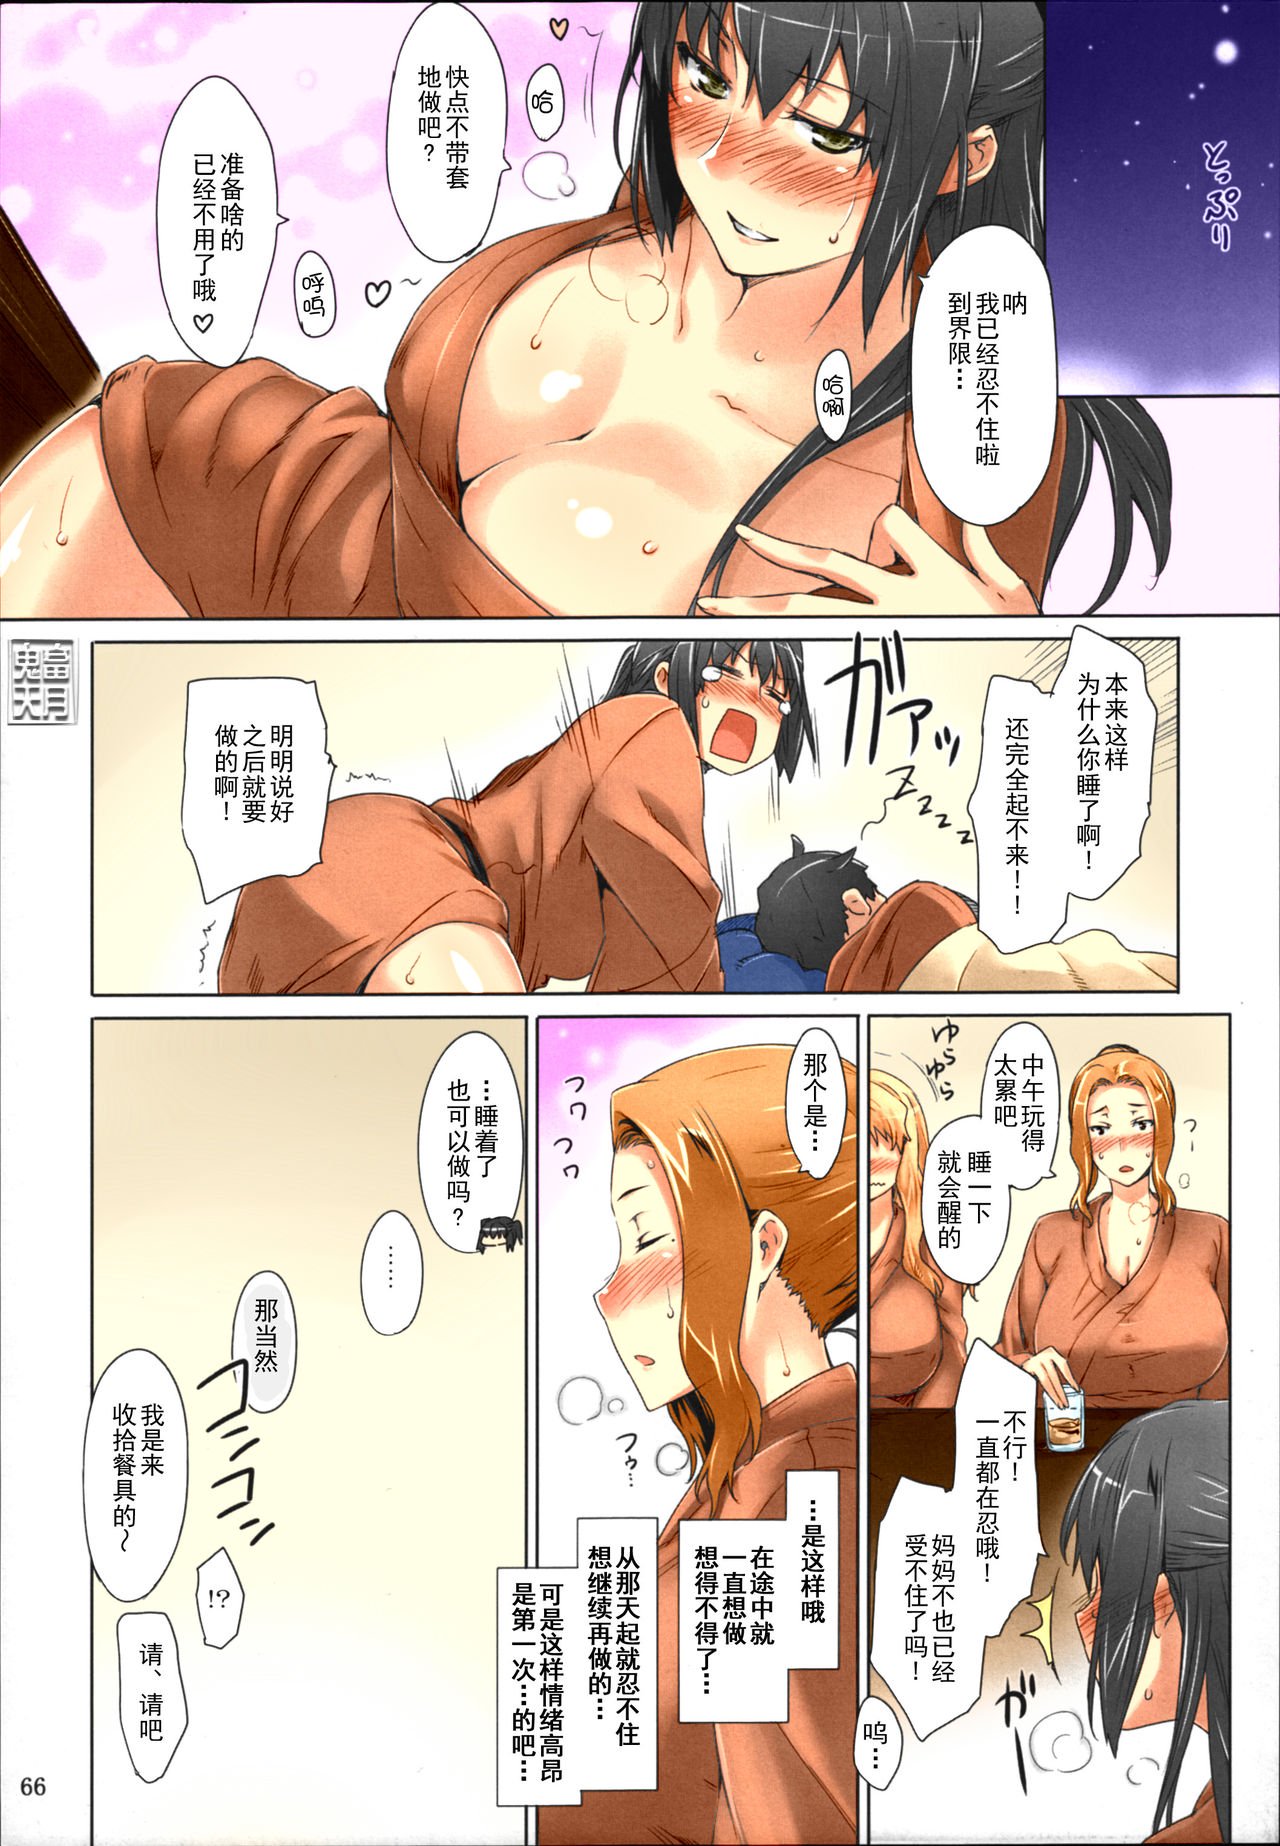 とっぷり
呐
我已经忍不住啦
到界限…
哈
哈啊
快点不带套
地做吧？
准备啥的
已经不用了哦♡
呼呜
本来这样
为什么你睡了啊！
还完全起不来！！
ガアッ
ZZZZZ
明明说好
之后就要
做的啊！
鬼畜
天月
中午玩得
太累吧
睡一下
就会醒的
ゆらゆら
つー
不行！
一直都在忍哦！
妈妈不也已经
受不住了吗！
がー
呜…
那个是…
フワフワ
フゥ…
…是这样哦
在途中就
一直想做
想得不得了…
从那天起就忍不住
想继续再做的…
可是这样情绪高昂
是第一次…的吧…
…睡着了
也可以做吗？
……
那当然
コンコン
我是来
收拾餐具的～
!?
请、请吧
66